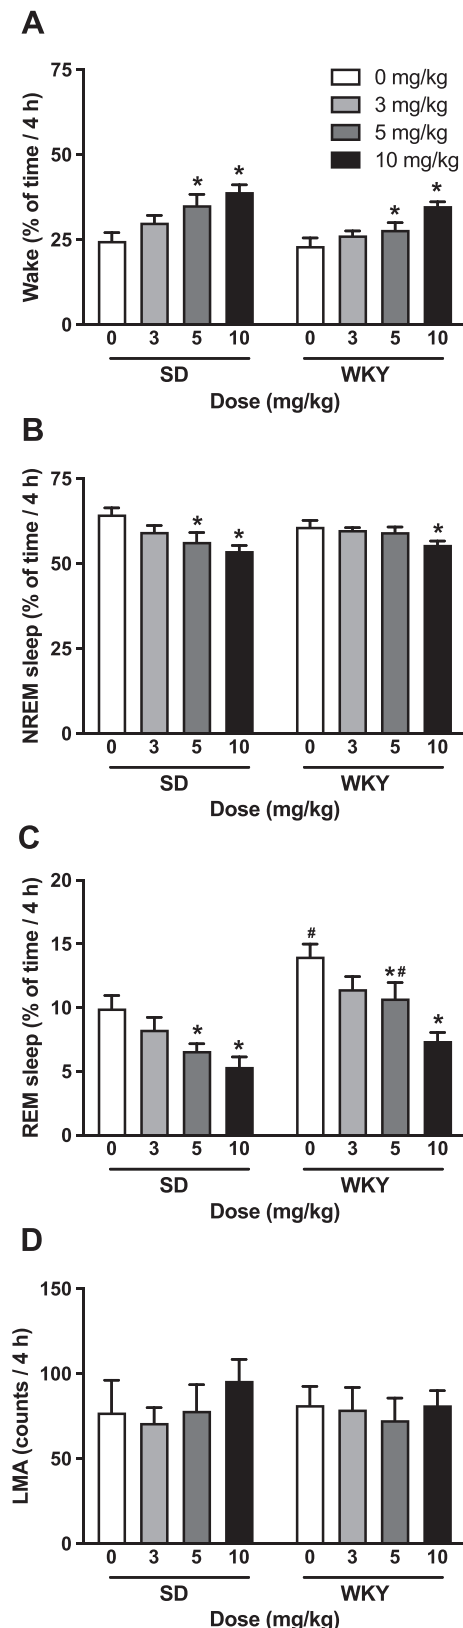 A
Wake (% of time / 4 h)
75
50
25
0
0 mg/kg
3 mg/kg
5 mg/kg
10 mg/kg
* * * *
0 3 5 10 0 3 5 10
SD WKY
Dose (mg/kg)
B
NREM sleep (% of time / 4 h)
75
50
25
0
* * *
0 3 5 10 0 3 5 10
SD WKY
Dose (mg/kg)
C
REM sleep (% of time / 4 h)
20
15
10
5
0
* * # *# *
0 3 5 10 0 3 5 10
SD WKY
Dose (mg/kg)
D
LMA (counts / 4 h)
150
100
50
0
0 3 5 10 0 3 5 10
SD WKY
Dose (mg/kg)